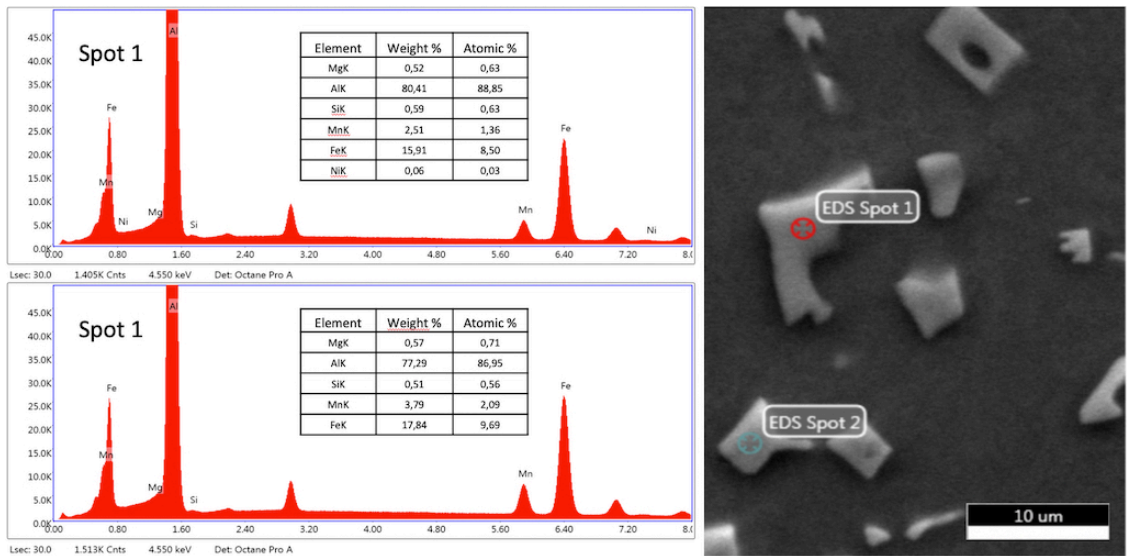 Spot 1
Element Weight % Atomic %
MgK 0,52 0,63
AlK 80,41 88,85
SiK 0,59 0,63
MnK 2,51 1,36
FeK 15,91 8,50
NiK 0,06 0,03
45.0K
40.0K
35.0K
30.0K
25.0K
20.0K
15.0K
10.0K
5.0K
0.0K
Al
Fe
Mn
Ni
Mg
Si
Fe
Mn
Ni
0.00 0.80 1.60 2.40 3.20 4.00 4.80 5.60 6.40 7.20 8.0
Lsec: 30.0 1.405K Cnts 4.550 keV Det: Octane Pro A
Spot 1
Element Weight % Atomic %
MgK 0,57 0,71
AlK 77,29 86,95
SiK 0,51 0,56
MnK 3,79 2,09
FeK 17,84 9,69
45.0K
40.0K
35.0K
30.0K
25.0K
20.0K
15.0K
10.0K
5.0K
0.0K
Al
Fe
Mn
Mg
Si
Fe
Mn
0.00 0.80 1.60 2.40 3.20 4.00 4.80 5.60 6.40 7.20 8.0
Lsec: 30.0 1.513K Cnts 4.550 keV Det: Octane Pro A
EDS Spot 1
EDS Spot 2
10 um